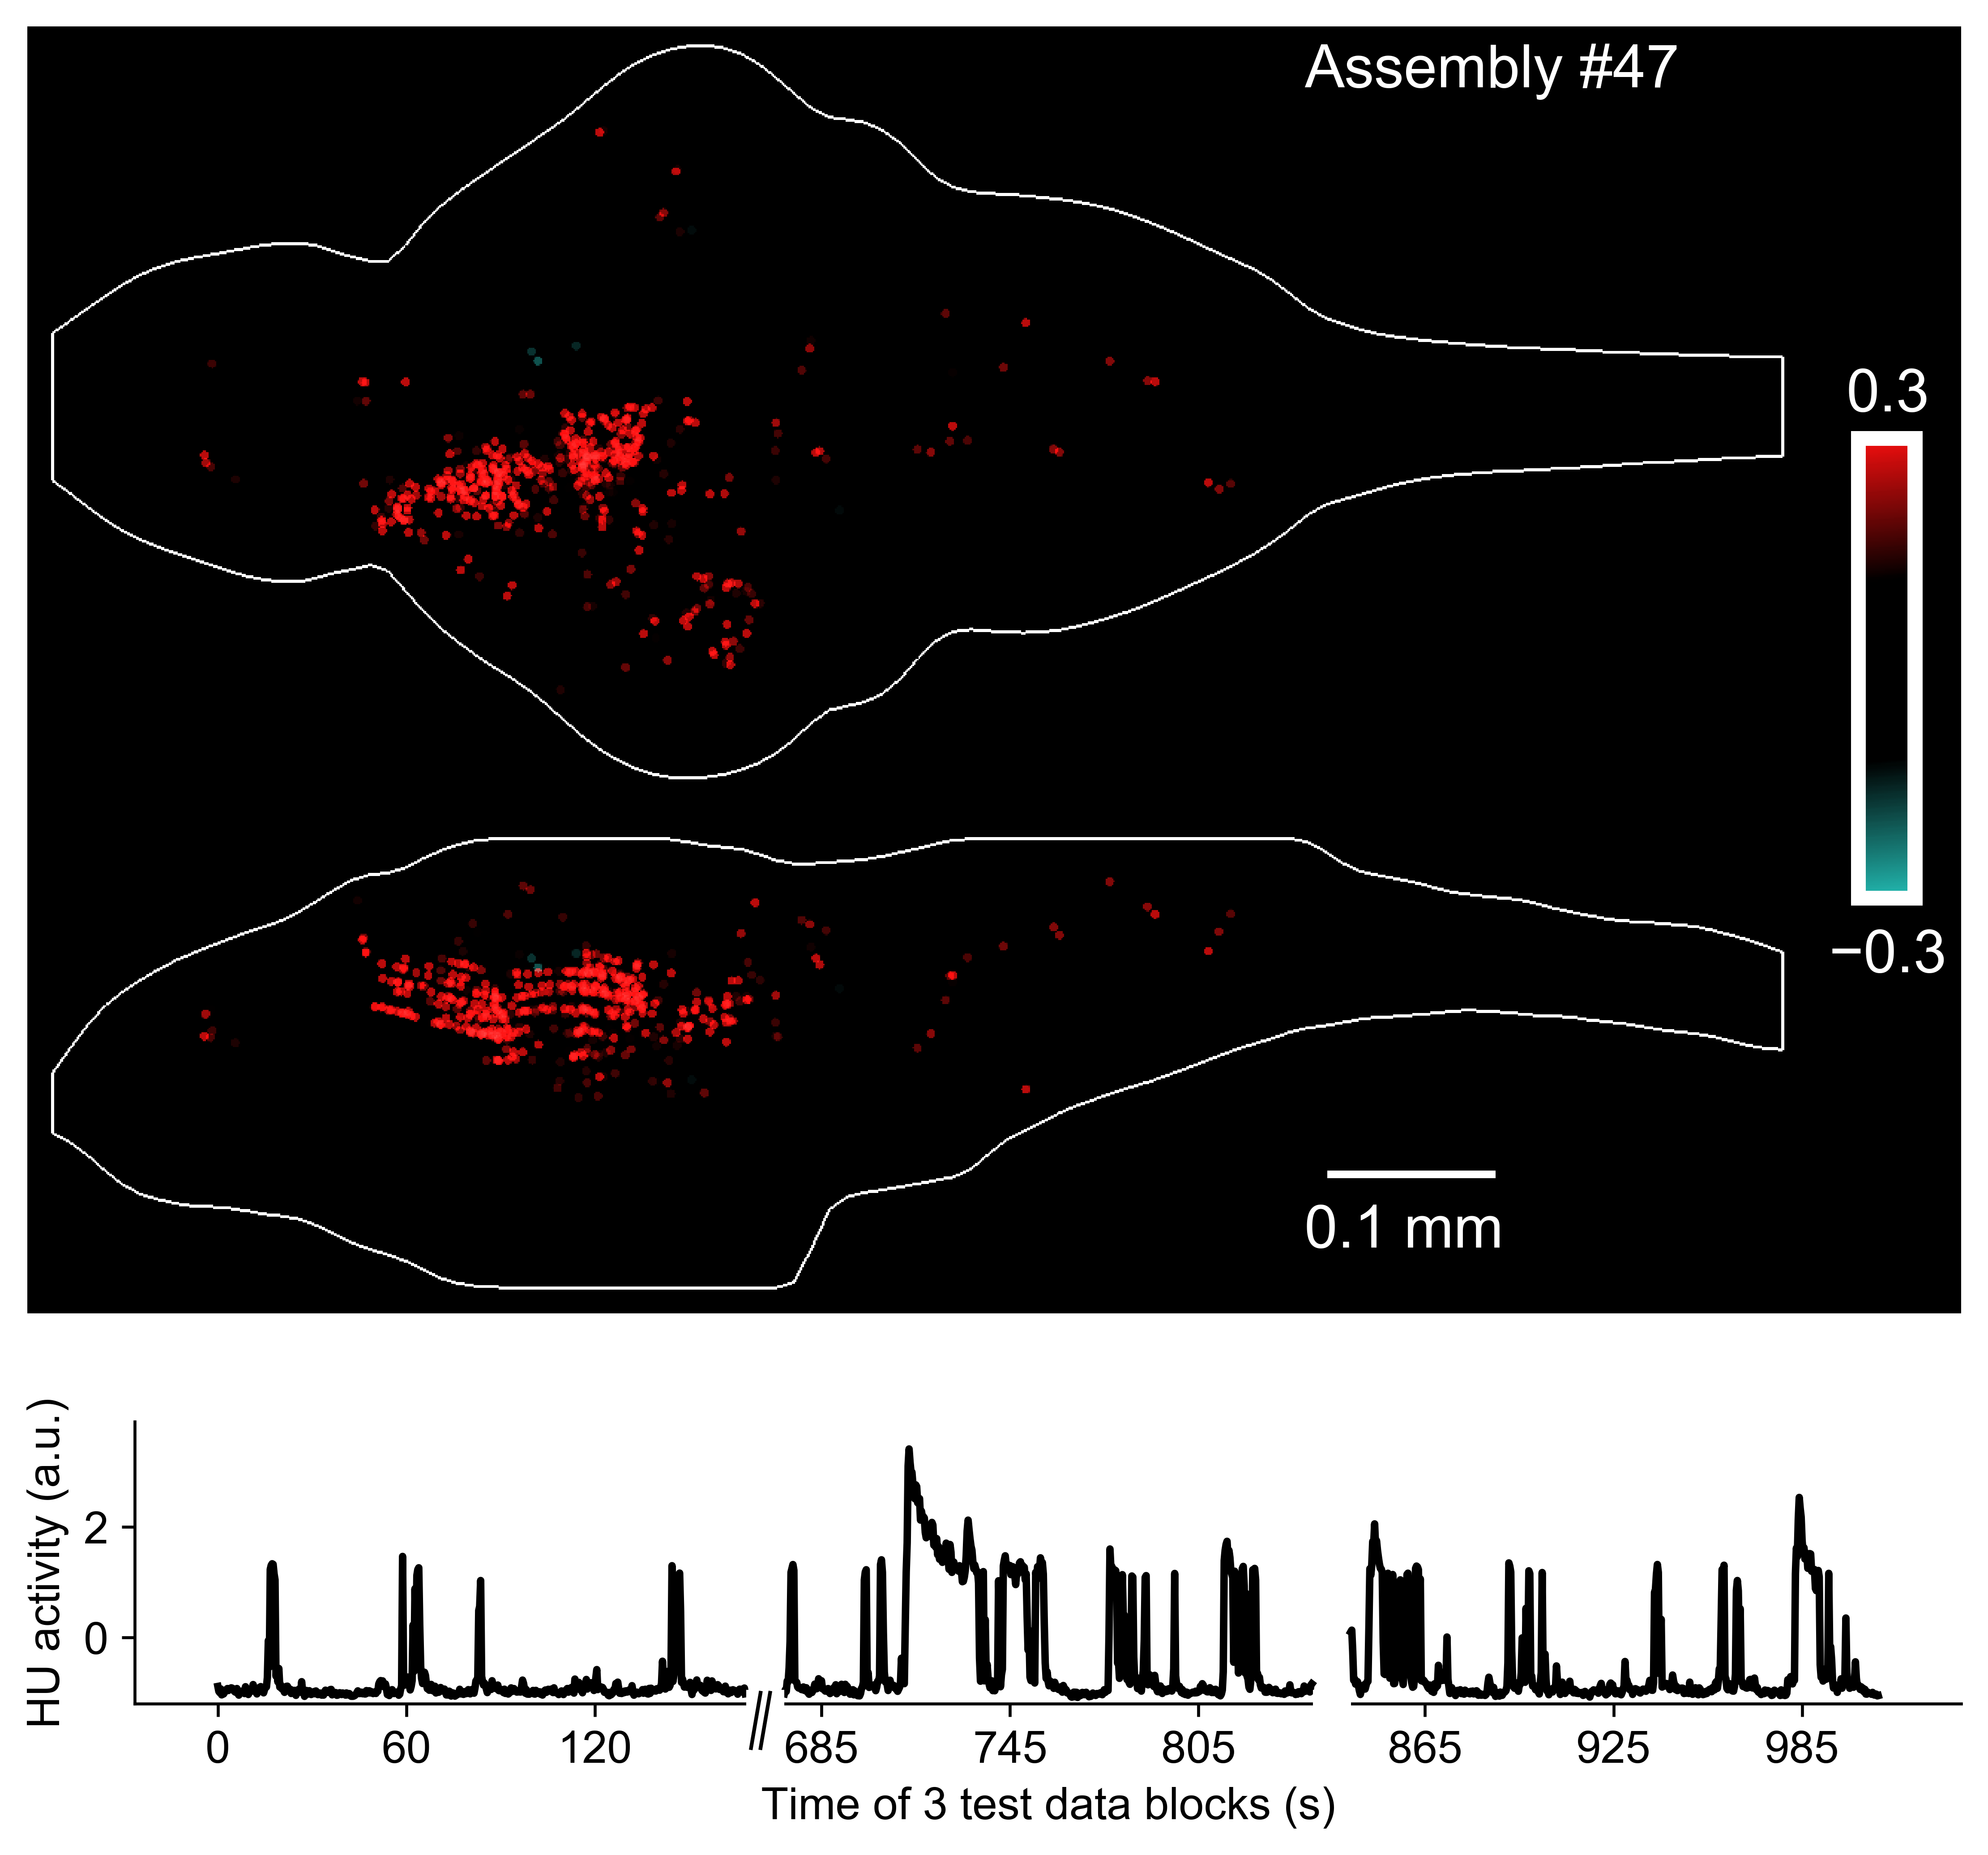 Assembly #47
0.3
−0.3
0.1 mm
HU activity (a.u.)
2
0
0 60 120 685 745 805 865 925 985
Time of 3 test data blocks (s)